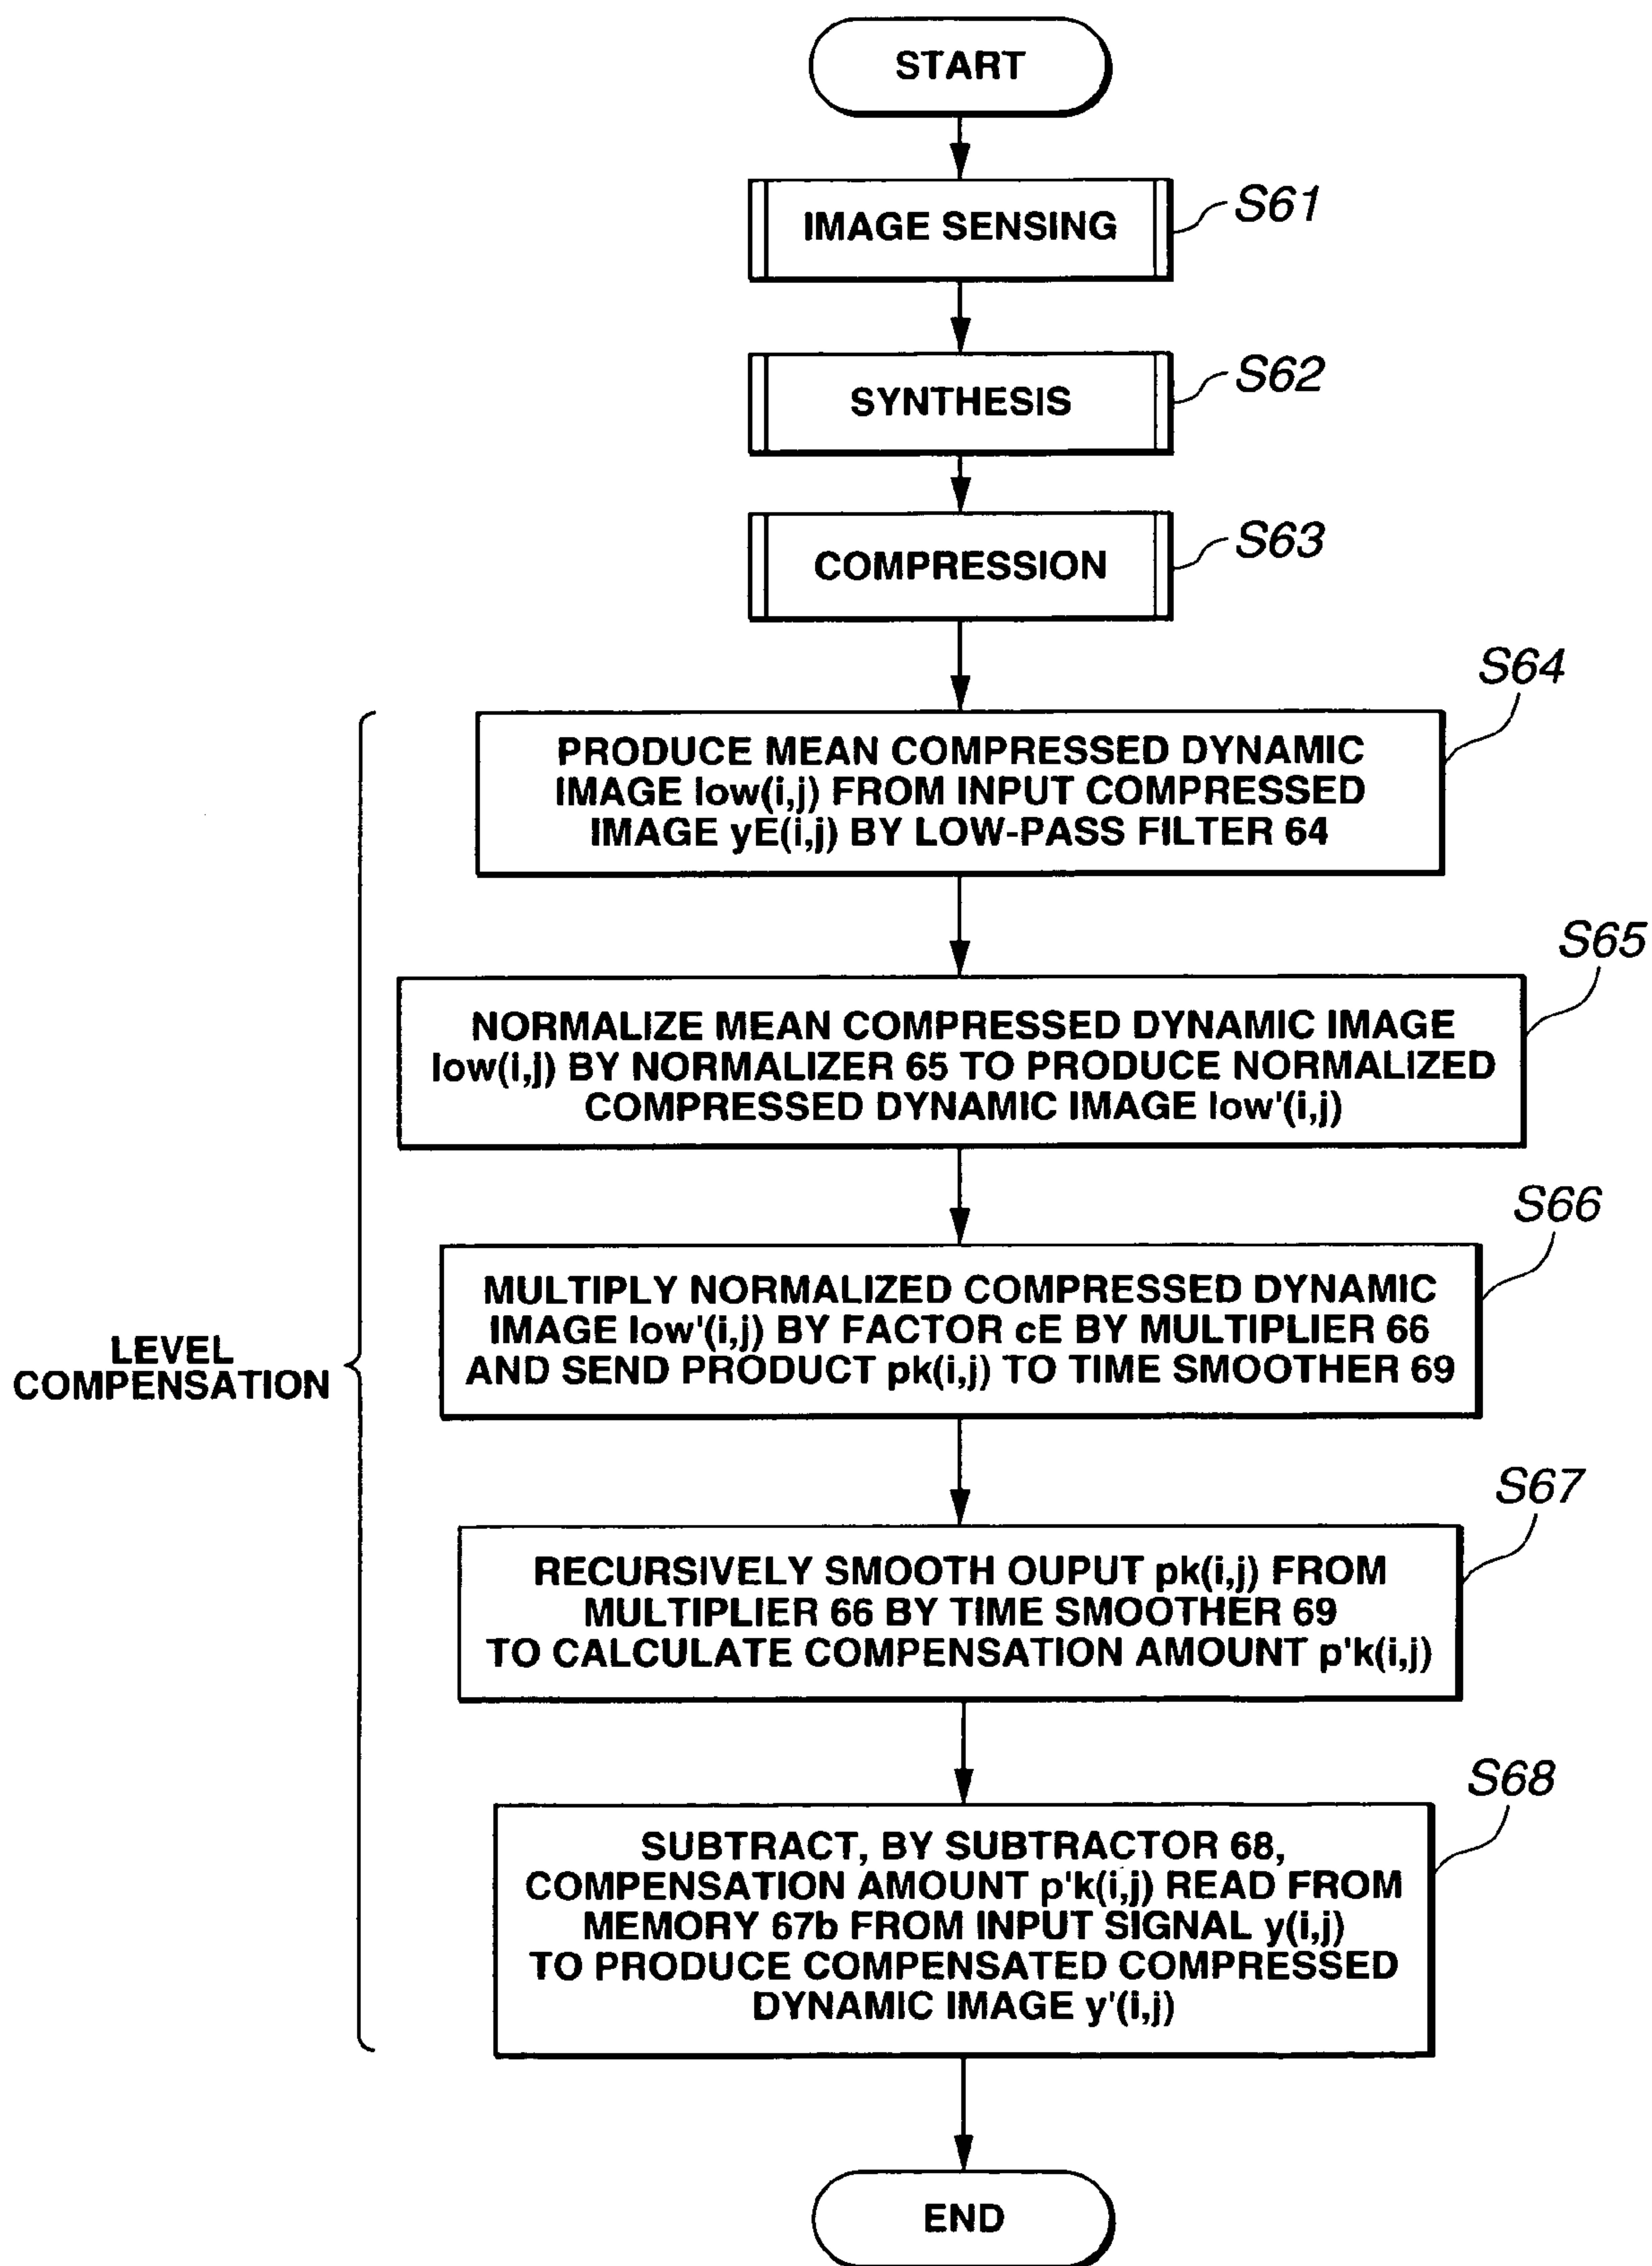 START
IMAGE SENSING
S61
SYNTHESIS
S62
COMPRESSION
S63
S64
PRODUCE MEAN COMPRESSED DYNAMIC
IMAGE low(i,j) FROM INPUT COMPRESSED
IMAGE yE(i,j) BY LOW-PASS FILTER 64
S65
NORMALIZE MEAN COMPRESSED DYNAMIC IMAGE
low(i,j) BY NORMALIZER 65 TO PRODUCE NORMALIZED
COMPRESSED DYNAMIC IMAGE low'(i,j)
S66
MULTIPLY NORMALIZED COMPRESSED DYNAMIC
IMAGE low'(i,j) BY FACTOR cE BY MULTIPLIER 66
AND SEND PRODUCT pk(i,j) TO TIME SMOOTHER 69
LEVEL
COMPENSATION
S67
RECURSIVELY SMOOTH OUPUT pk(i,j) FROM
MULTIPLIER 66 BY TIME SMOOTHER 69
TO CALCULATE COMPENSATION AMOUNT p'k(i,j)
S68
SUBTRACT, BY SUBTRACTOR 68,
COMPENSATION AMOUNT p'k(i,j) READ FROM
MEMORY 67b FROM INPUT SIGNAL y(i,j)
TO PRODUCE COMPENSATED COMPRESSED
DYNAMIC IMAGE y'(i,j)
END